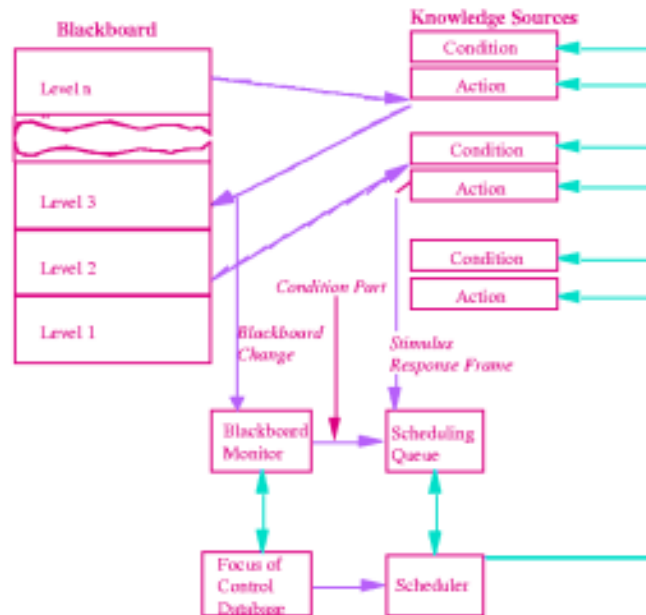 Knowledge Sources
Blackboard
Condition
Level n
Action
Condition
Level 3
Action
Level 2
Condition
Condition Part
Action
Level 1
Blackboard
Change
Stimulus
Response Frame
Blackboard
Monitor
Scheduling
Queue
Focus of
Control
Database
Scheduler